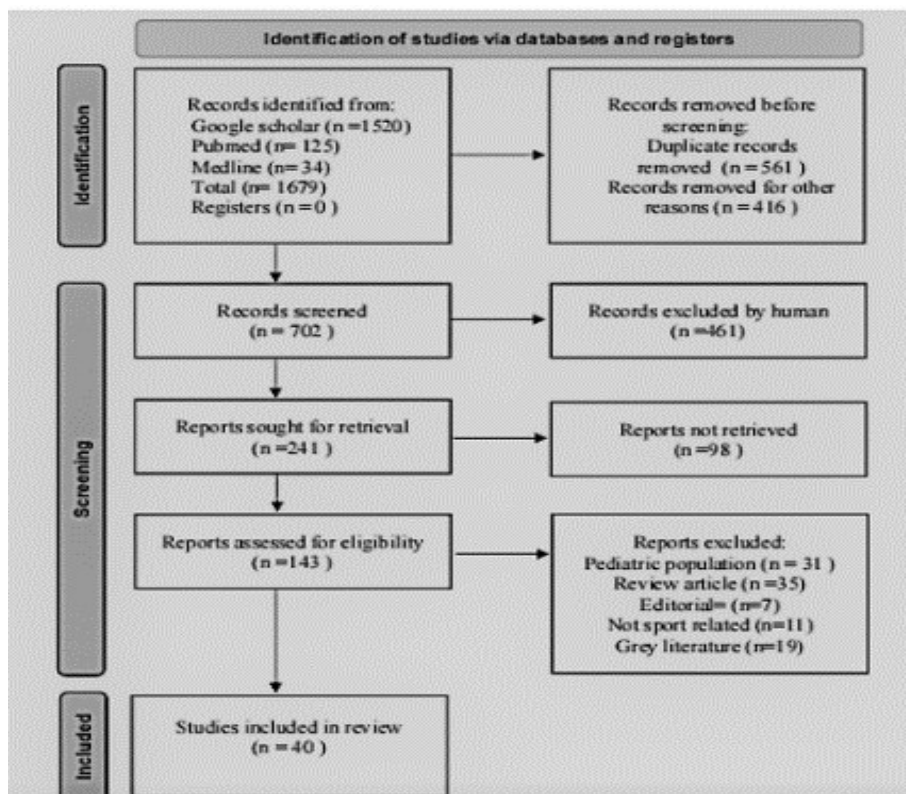 Identification of studies via databases and registers
Identification
Records identified from:
Google scholar (n =1520)
Pubmed (n= 125)
Medline (n= 34)
Total (n= 1679)
Registers (n = 0 )
Records removed before
screening:
Duplicate records
removed (n = 561 )
Records removed for other
reasons (n = 416 )
Screening
Records screened
(n = 702 )
Records excluded by human
(n =461)
Reports sought for retrieval
(n =241 )
Reports not retrieved
(n =98 )
Reports assessed for eligibility
(n =143 )
Reports excluded:
Pediatric population (n = 31 )
Review article (n =35)
Editorial= (n=7)
Not sport related (n=11)
Grey literature (n=19)
Included
Studies included in review
(n = 40 )